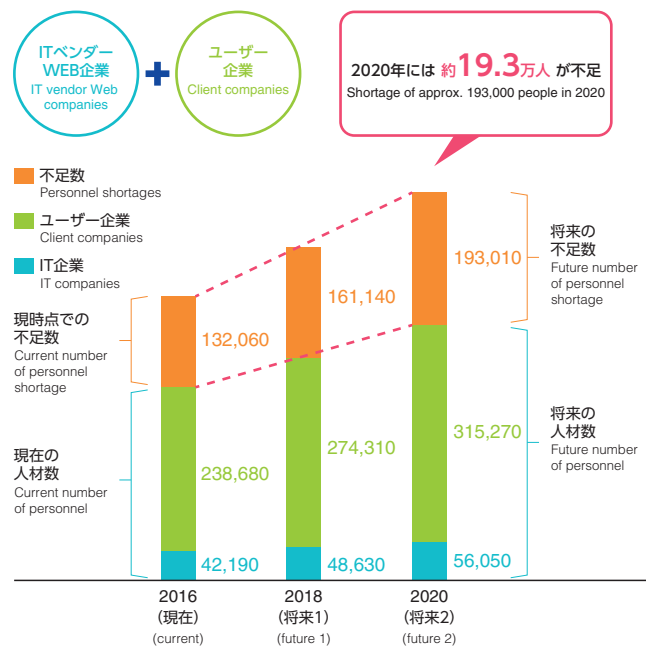 ITベンダー
WEB企業
IT vendor Web
companies
ユーザー
企業
Client companies
2020年には 約19.3万人 が不足
Shortage of approx. 193,000 people in 2020
不足数
Personnel shortages
ユーザー企業
Client companies
IT企業
IT companies
現時点での
不足数
Current number
of personnel
shortage
現在の
人材数
Current number
of personnel
132,060
238,680
42,190
161,140
274,310
48,630
193,010
315,270
56,050
将来の
不足数
Future number
of personnel
shortage
将来の
人材数
Future number
of personnel
2016
（現在）
(current)
2018
（将来1）
(future 1)
2020
（将来2）
(future 2)